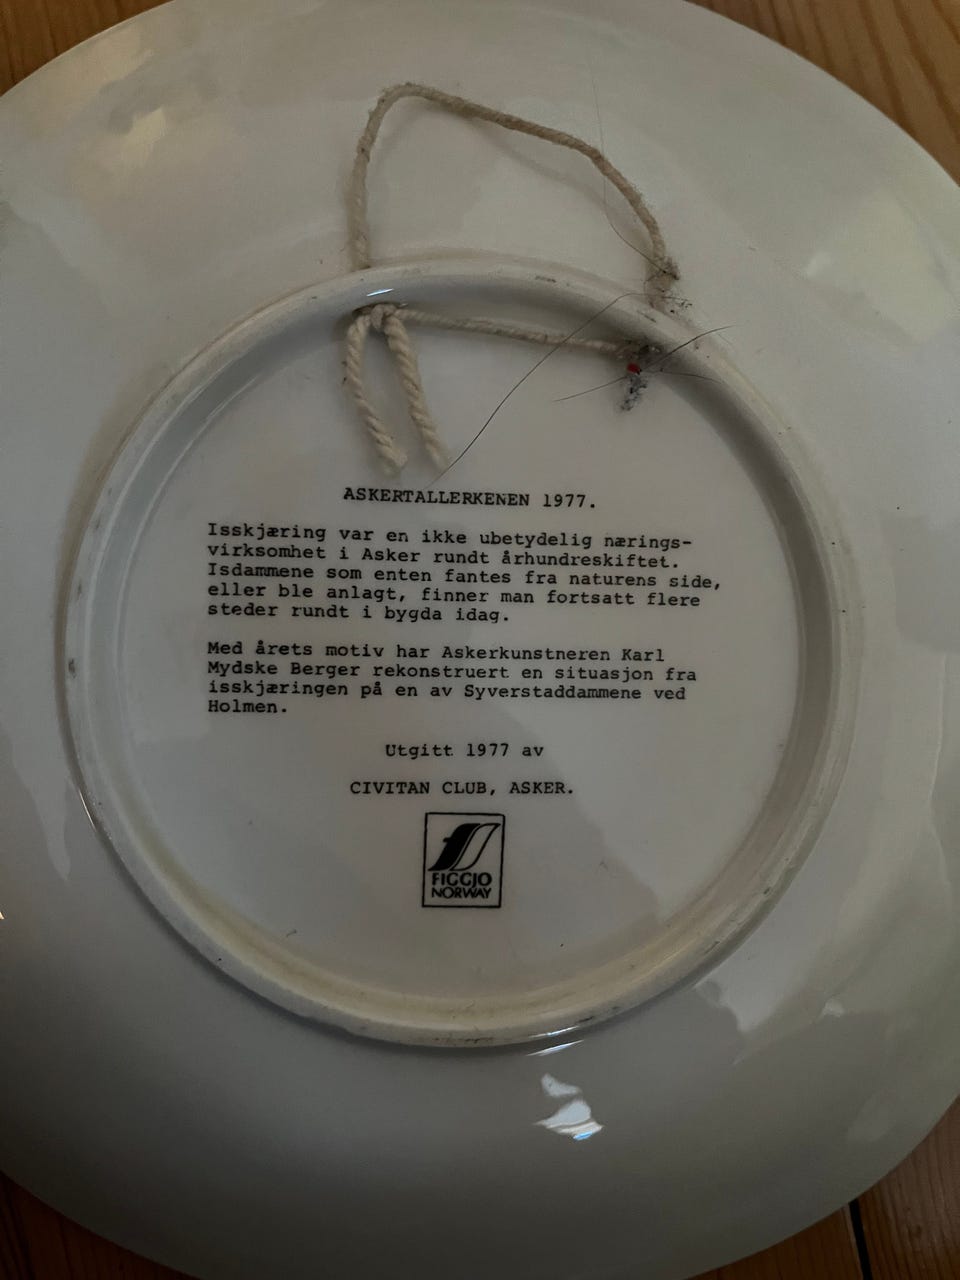 ASKERTALLERKENEN 1977.
Isskjæring var en ikke ubetydelig nærings-
virksomhet i Asker rundt århundreskiftet.
Isdammene som enten fantes fra naturens side,
eller ble anlagt, finner man fortsatt flere
steder rundt i bygda idag.
Med årets motiv har Askerkunstneren Karl
Mydske Berger rekonstruert en situasjon fra
isskjæringen på en av Syverstaddammene ved
Holmen.
Utgitt 1977 av
CIVITAN CLUB, ASKER.
FIGGJO
NORWAY